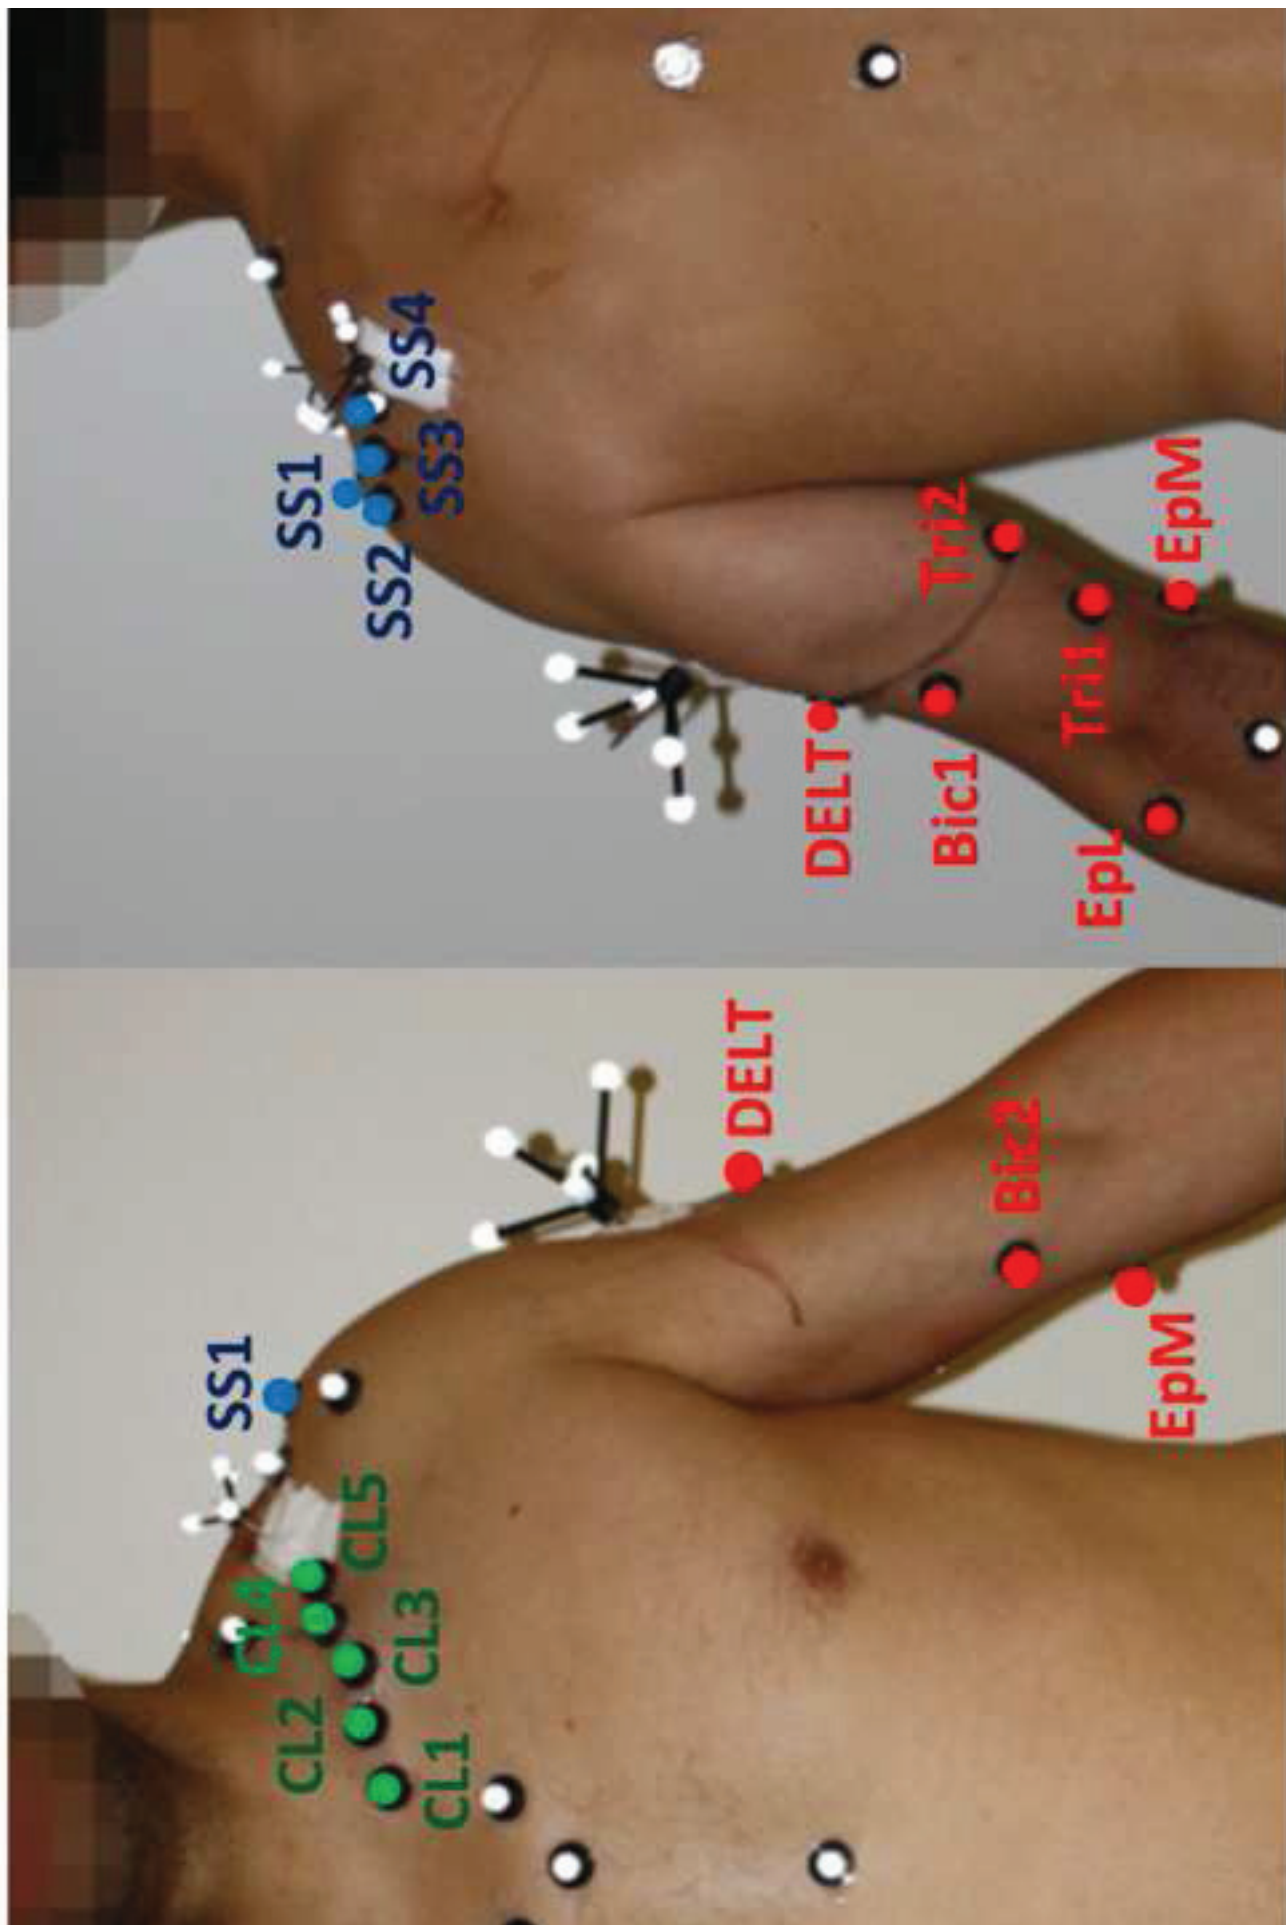 SS1
SS2
SS3
SS4
DELT
Bic1
Tri2
Tri1
EpL
EpM
SS1
CL4
CL5
CL2
CL3
CL1
DELT
Bic2
EpM